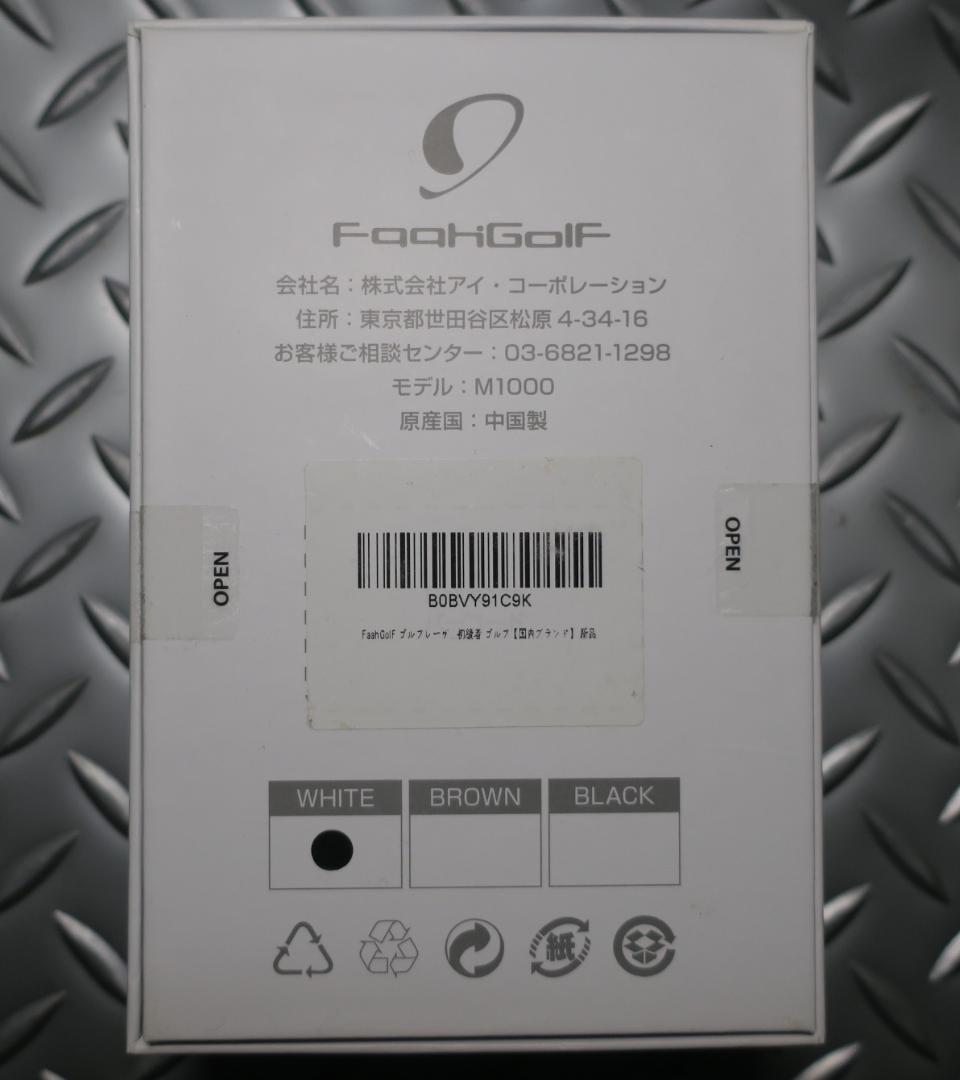 FaahGolF
会社名：株式会社アイ・コーポレーション
住所：東京都世田谷区松原 4-34-16
お客様ご相談センター：03-6821-1298
モデル：M1000
原産国：中国製
OPEN
OPEN
B0BVY91C9K
FaahGolF ゴルフレーザ...初級者 ゴルフ【国内ブランド】 新品
WHITE BROWN BLACK
紙